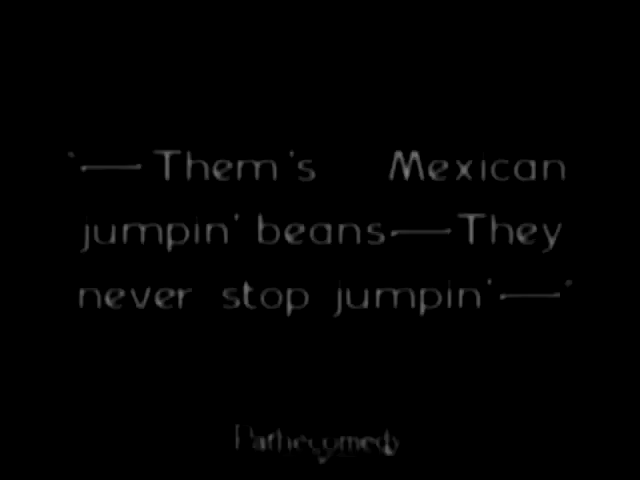 '—Them's Mexican
jumpin' beans—They
never stop jumpin'—'
Pathecomedy